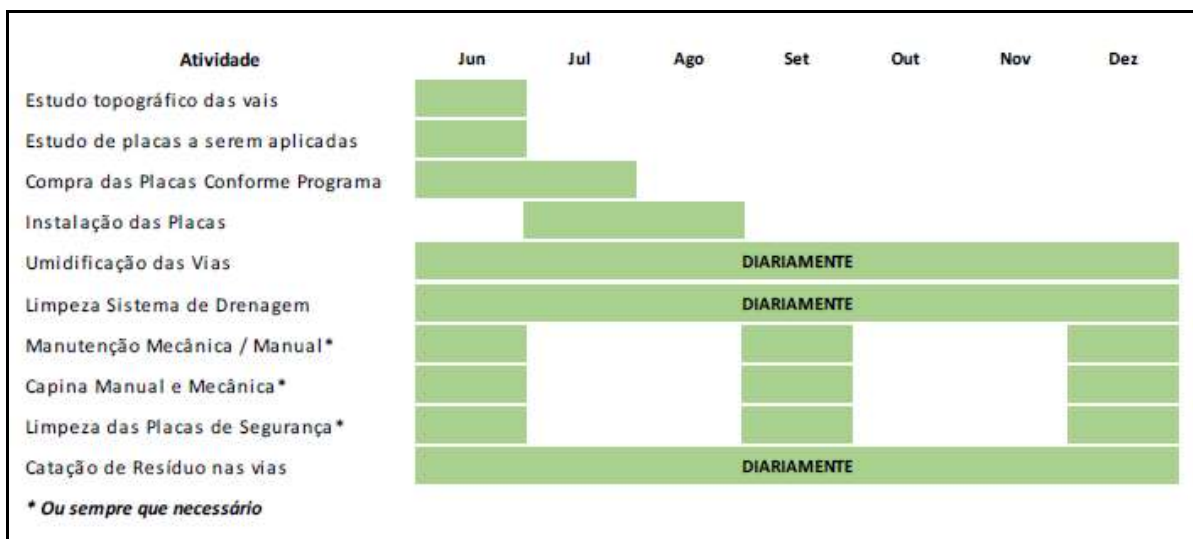 Atividade Jun Jul Ago Set Out Nov Dez
Estudo topográfico das vais
Estudo de placas a serem aplicadas
Compra das Placas Conforme Programa
Instalação das Placas
Umidificação das Vias DIARIAMENTE
Limpeza Sistema de Drenagem DIARIAMENTE
Manutenção Mecânica / Manual*
Capina Manual e Mecânica*
Limpeza das Placas de Segurança*
Catação de Resíduo nas vias DIARIAMENTE
* Ou sempre que necessário